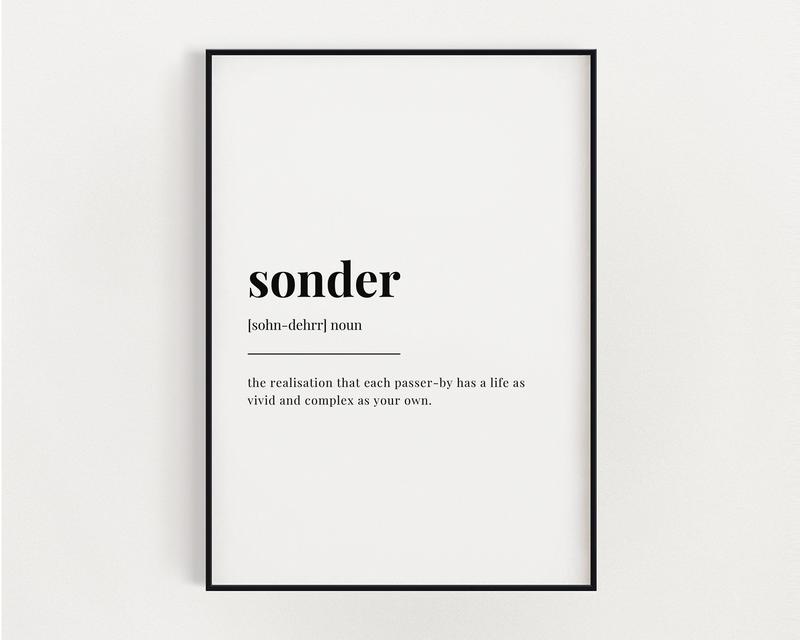 sonder
[sohn-dehrr] noun
the realisation that each passer-by has a life as
vivid and complex as your own.